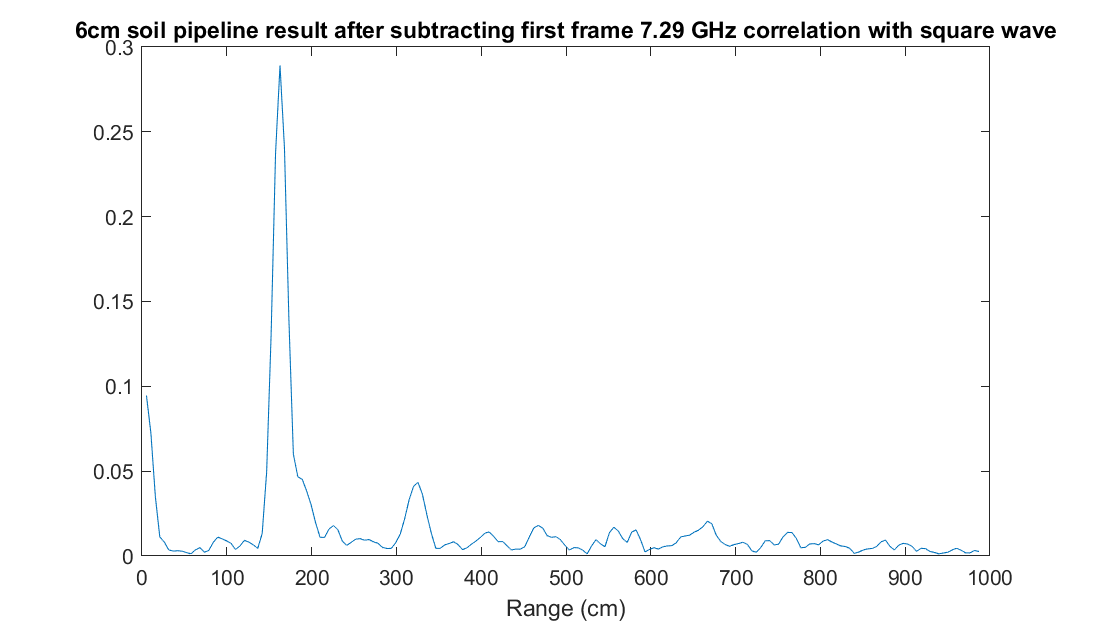 6cm soil pipeline result after subtracting first frame 7.29 GHz correlation with square wave
0.3
0.25
0.2
0.15
0.1
0.05
0
0 100 200 300 400 500 600 700 800 900 1000
Range (cm)